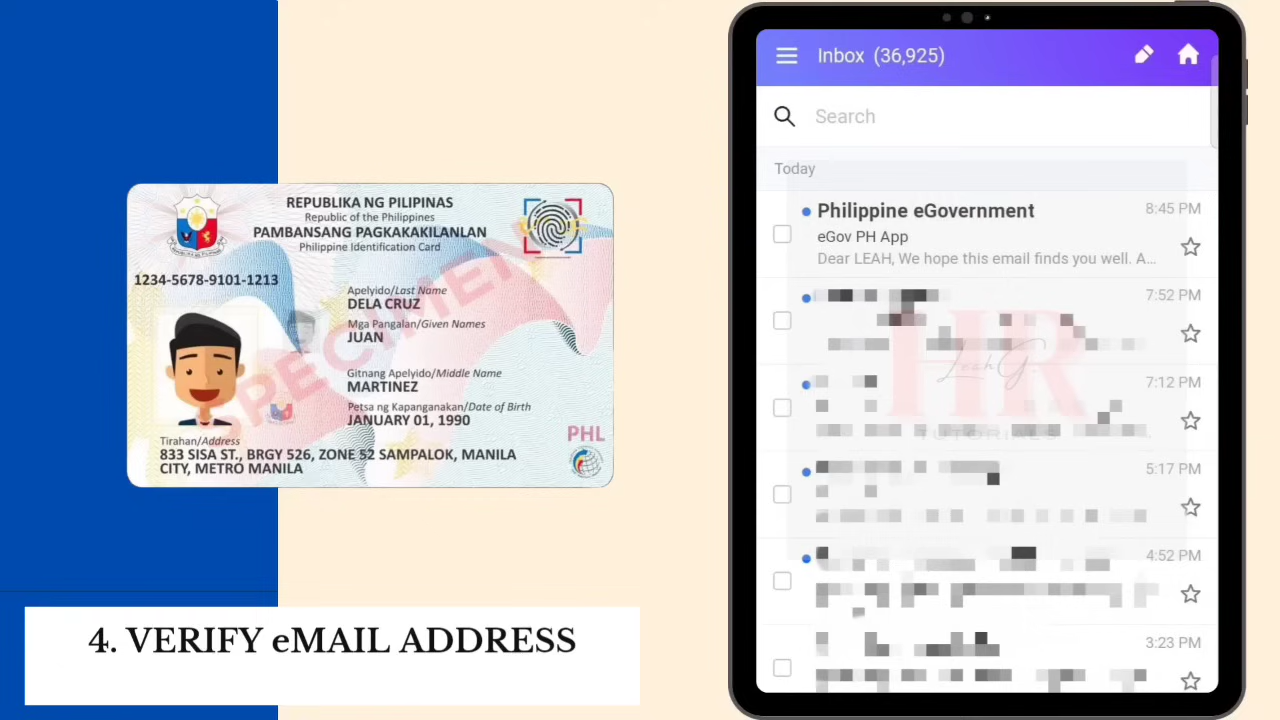 REPUBLIKA NG PILIPINAS
Republic of the Philippines
PAMBANSANG PAGKAKAKILANLAN
Philippine Identification Card
1234-5678-9101-1213
Apelyido/Last Name
DELA CRUZ
Mga Pangalan/Given Names
JUAN
Gitnang Apelyido/Middle Name
MARTINEZ
Petsa ng Kapanganakan/Date of Birth
JANUARY 01, 1990
SPECIMEN
PHL
Tirahan/Address
833 SISA ST., BRGY 526, ZONE 52 SAMPALOK, MANILA
CITY, METRO MANILA
4. VERIFY eMAIL ADDRESS
Inbox (36,925)
Search
Today
Philippine eGovernment
8:45 PM
eGov PH App
Dear LEAH, We hope this email finds you well. A...
7:52 PM
HR
LeahG
TUTORIALS
7:12 PM
5:17 PM
4:52 PM
3:23 PM